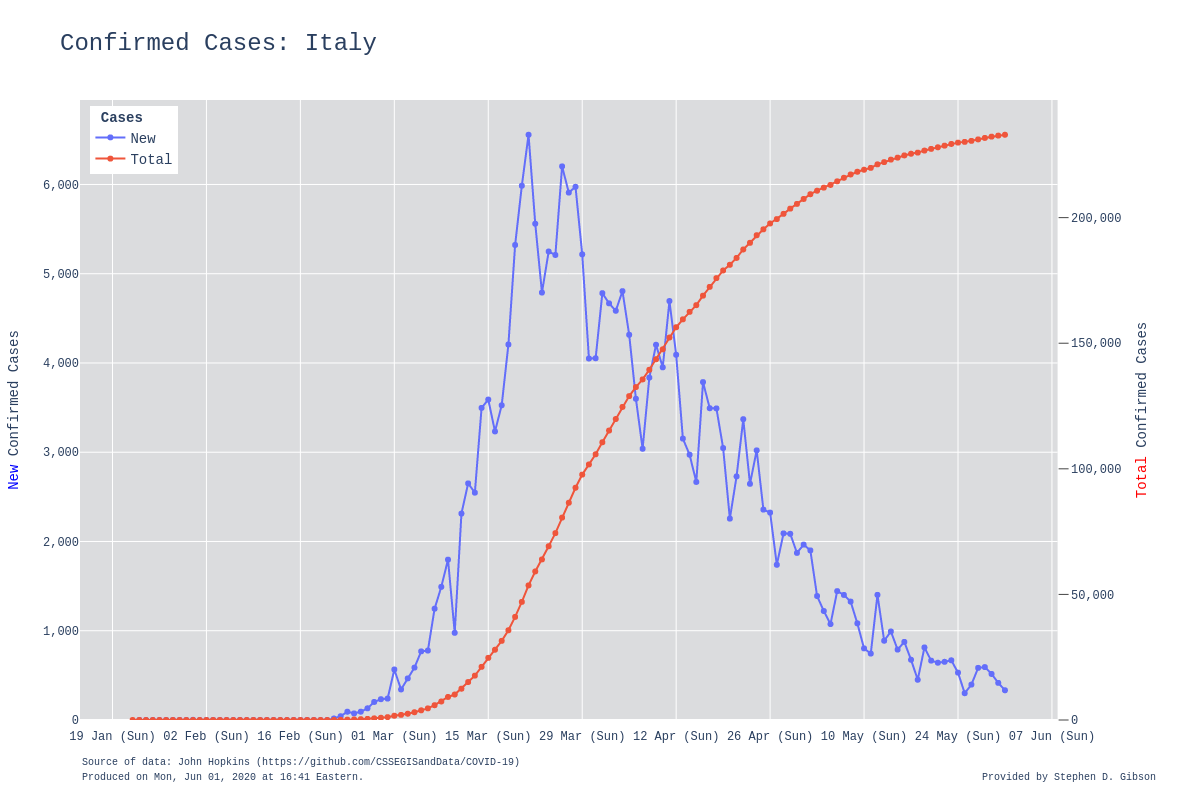 Confirmed Cases: Italy
Cases
New
Total
6,000
5,000
4,000
3,000
2,000
1,000
0
New Confirmed Cases
200,000
150,000
100,000
50,000
0
Total Confirmed Cases
19 Jan (Sun) 02 Feb (Sun) 16 Feb (Sun) 01 Mar (Sun) 15 Mar (Sun) 29 Mar (Sun) 12 Apr (Sun) 26 Apr (Sun) 10 May (Sun) 24 May (Sun) 07 Jun (Sun)
Source of data: John Hopkins (https://github.com/CSSEGISandData/COVID-19)
Produced on Mon, Jun 01, 2020 at 16:41 Eastern.
Provided by Stephen D. Gibson